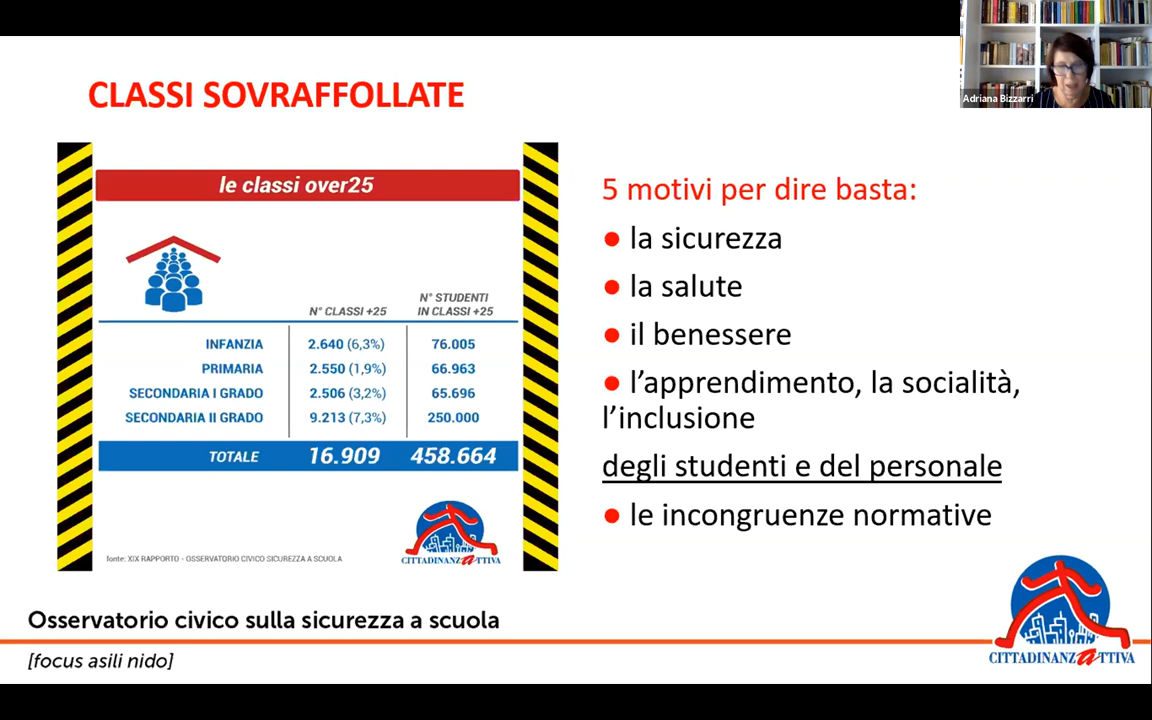 Adriana Bizzarri
CLASSI SOVRAFFOLLATE
le classi over25
N° CLASSI +25
N° STUDENTI
IN CLASSI +25
INFANZIA 2.640 (6,3%) 76.005
PRIMARIA 2.550 (1,9%) 66.963
SECONDARIA I GRADO 2.506 (3,2%) 65.696
SECONDARIA II GRADO 9.213 (7,3%) 250.000
TOTALE 16.909 458.664
CITTADINANZATTIVA
fonte: XIX RAPPORTO - OSSERVATORIO CIVICO SICUREZZA A SCUOLA
5 motivi per dire basta:
● la sicurezza
● la salute
● il benessere
● l’apprendimento, la socialità,
l’inclusione
degli studenti e del personale
● le incongruenze normative
Osservatorio civico sulla sicurezza a scuola
[focus asili nido]
CITTADINANZATTIVA